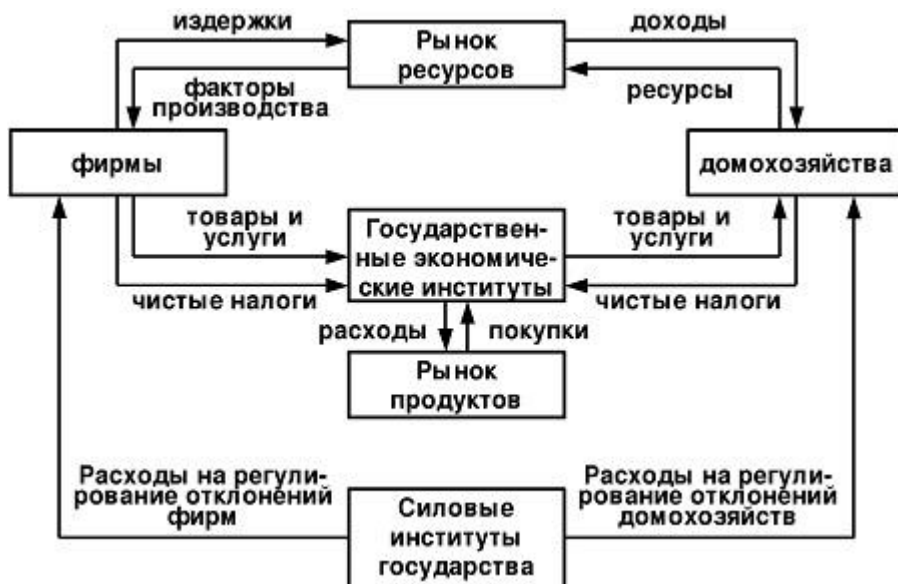 издержки
Рынок
ресурсов
доходы
факторы
производства
ресурсы
фирмы
домохозяйства
товары и
услуги
Государствен-
ные экономиче-
ские институты
товары и
услуги
чистые налоги
чистые налоги
расходы
покупки
Рынок
продуктов
Расходы на регули-
рование отклонений
фирм
Силовые
институты
государства
Расходы на регули-
рование отклонений
домохозяйств